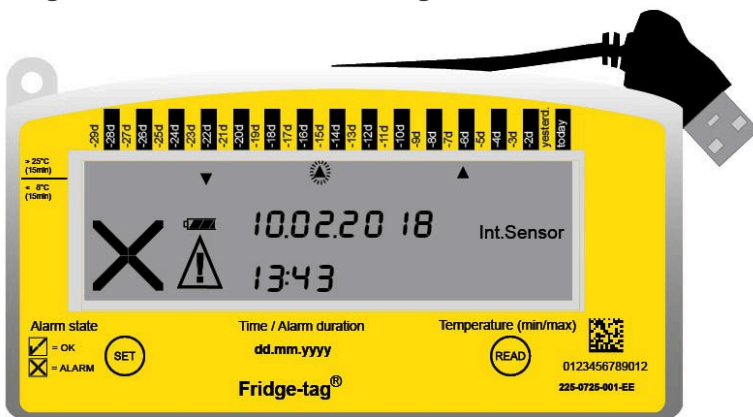 -29d -28d -27d -26d -25d -24d -23d -22d -21d -20d -19d -18d -17d -16d -15d -14d -13d -12d -11d -10d -9d -8d -7d -6d -5d -4d -3d -2d yesterd. today
> 25°C
(15min)
< 8°C
(15min)
10.02.2018
Int.Sensor
13:43
Alarm state
= OK
= ALARM
SET
Time / Alarm duration
dd.mm.yyyy
Temperature (min/max)
READ
0123456789012
225-0725-001-EE
Fridge-tag®